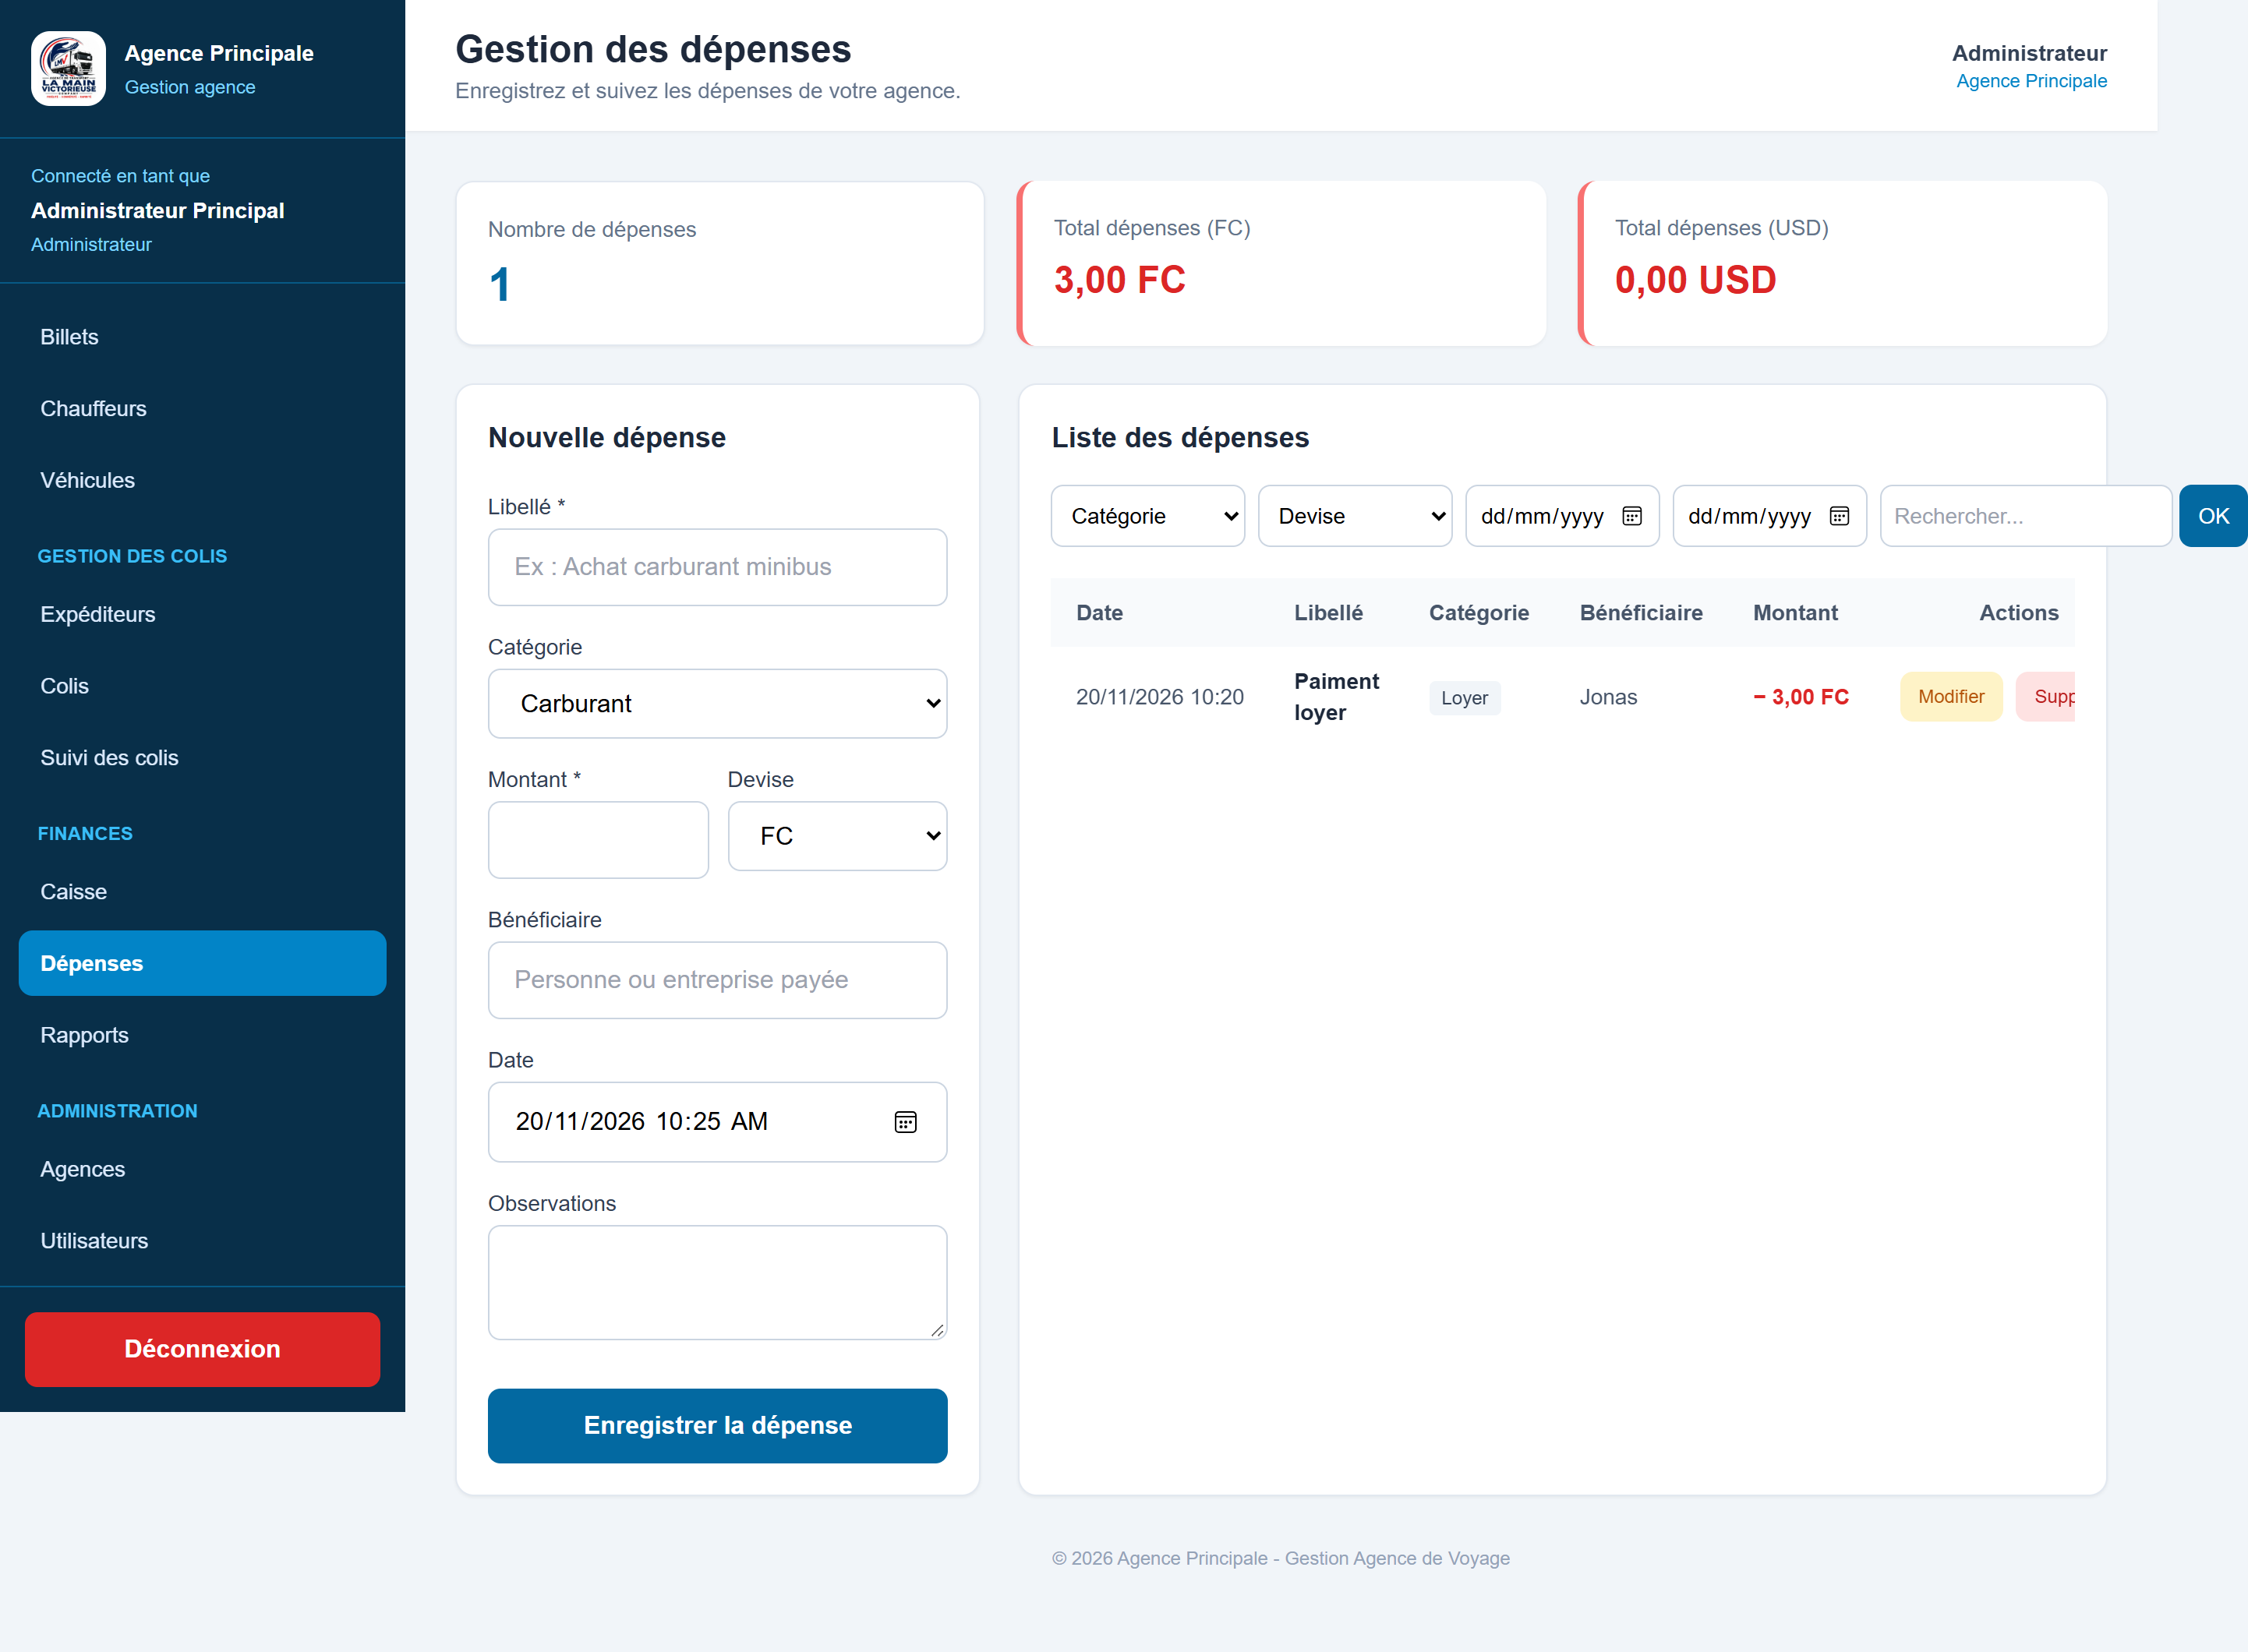 LMV
LA MAIN
VICTORIEUSE
Agence Principale
Gestion agence
Connecté en tant que
Administrateur Principal
Administrateur
Billets
Chauffeurs
Véhicules
GESTION DES COLIS
Expéditeurs
Colis
Suivi des colis
FINANCES
Caisse
Dépenses
Rapports
ADMINISTRATION
Agences
Utilisateurs
Déconnexion
Gestion des dépenses
Enregistrez et suivez les dépenses de votre agence.
Administrateur
Agence Principale
Nombre de dépenses
1
Total dépenses (FC)
3,00 FC
Total dépenses (USD)
0,00 USD
Nouvelle dépense
Libellé *
Ex : Achat carburant minibus
Catégorie
Carburant
Montant * Devise
FC
Bénéficiaire
Personne ou entreprise payée
Date
20/11/2026 10:25 AM
Observations
Enregistrer la dépense
Liste des dépenses
Catégorie Devise dd/mm/yyyy dd/mm/yyyy Rechercher... OK
Date Libellé Catégorie Bénéficiaire Montant Actions
20/11/2026 10:20 Paiment loyer Loyer Jonas − 3,00 FC Modifier Supp
© 2026 Agence Principale - Gestion Agence de Voyage